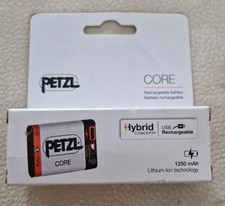 PETZL
CORE
Rechargeable battery
Batterie rechargeable
PETZL
CORE
Hybrid
CONCEPT
USB
Rechargeable
1250 mAh
Lithium-Ion technology